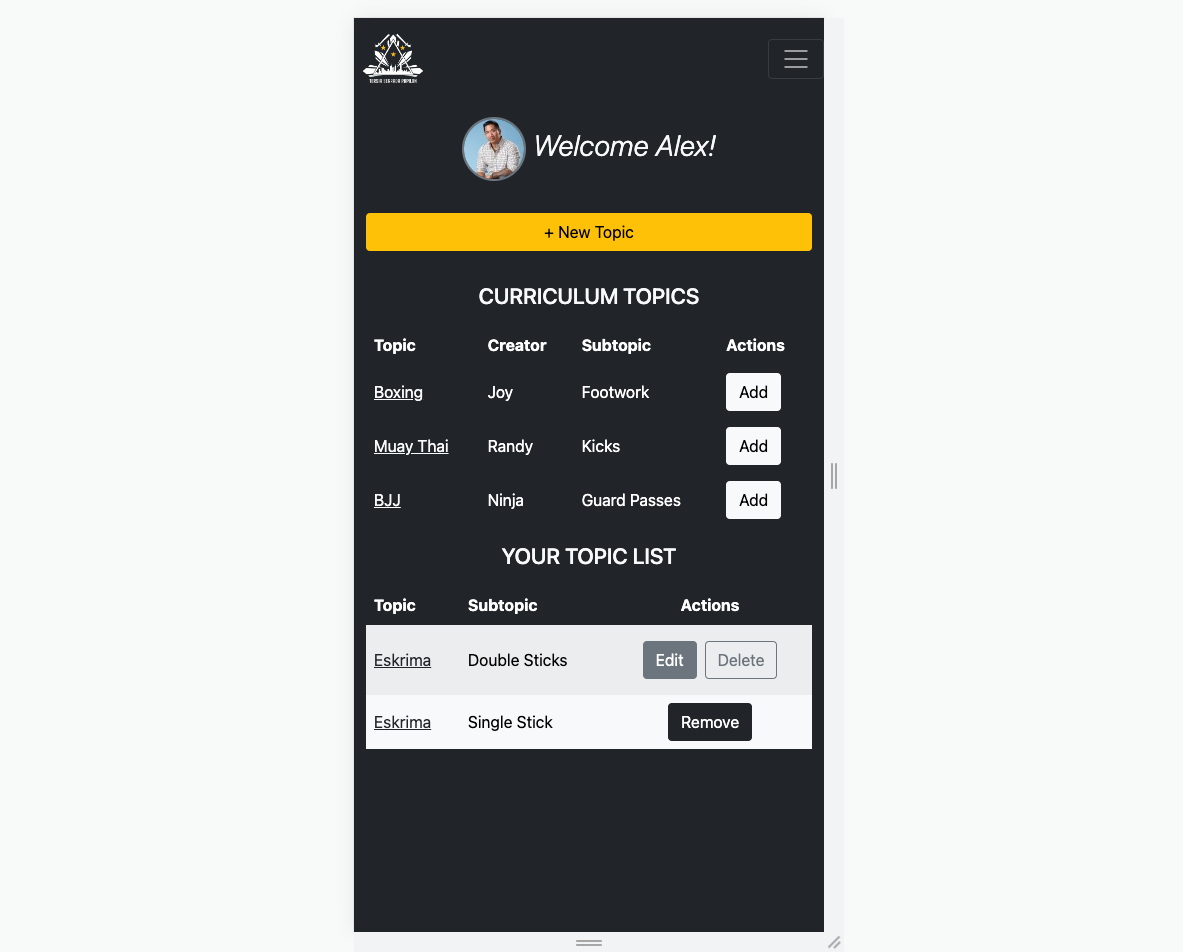 Welcome Alex!
+ New Topic
CURRICULUM TOPICS
Topic Creator Subtopic Actions
Boxing Joy Footwork Add
Muay Thai Randy Kicks Add
BJJ Ninja Guard Passes Add
YOUR TOPIC LIST
Topic Subtopic Actions
Eskrima Double Sticks Edit Delete
Eskrima Single Stick Remove